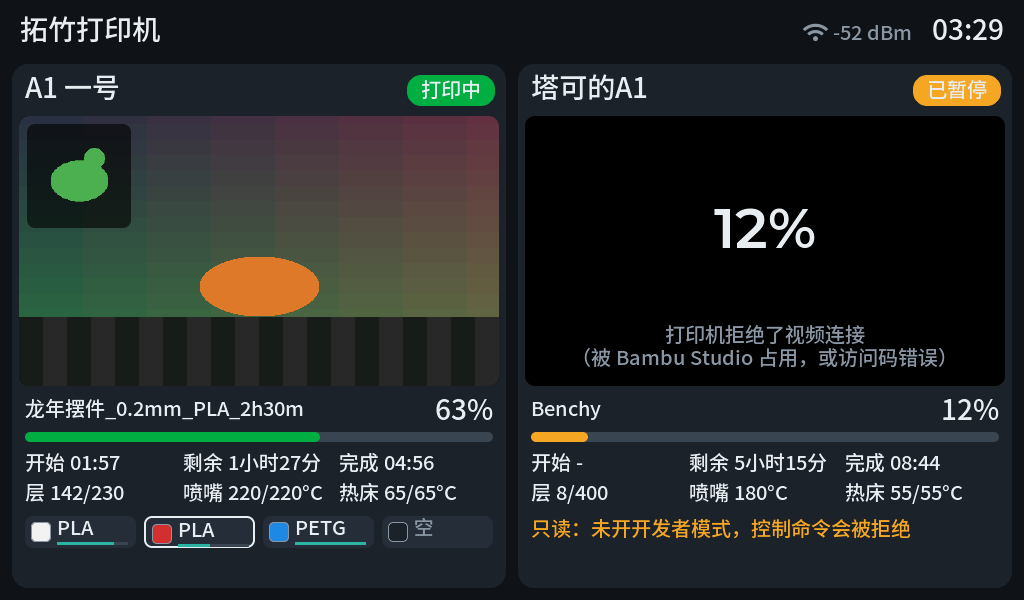 拓竹打印机
-52 dBm 03:29
A1 一号
打印中
龙年摆件_0.2mm_PLA_2h30m
63%
开始 01:57 剩余 1小时27分 完成 04:56
层 142/230 喷嘴 220/220°C 热床 65/65°C
PLA PLA PETG 空
塔可的A1
已暂停
12%
打印机拒绝了视频连接
（被 Bambu Studio 占用，或访问码错误）
Benchy
12%
开始 - 剩余 5小时15分 完成 08:44
层 8/400 喷嘴 180°C 热床 55/55°C
只读：未开开发者模式，控制命令会被拒绝